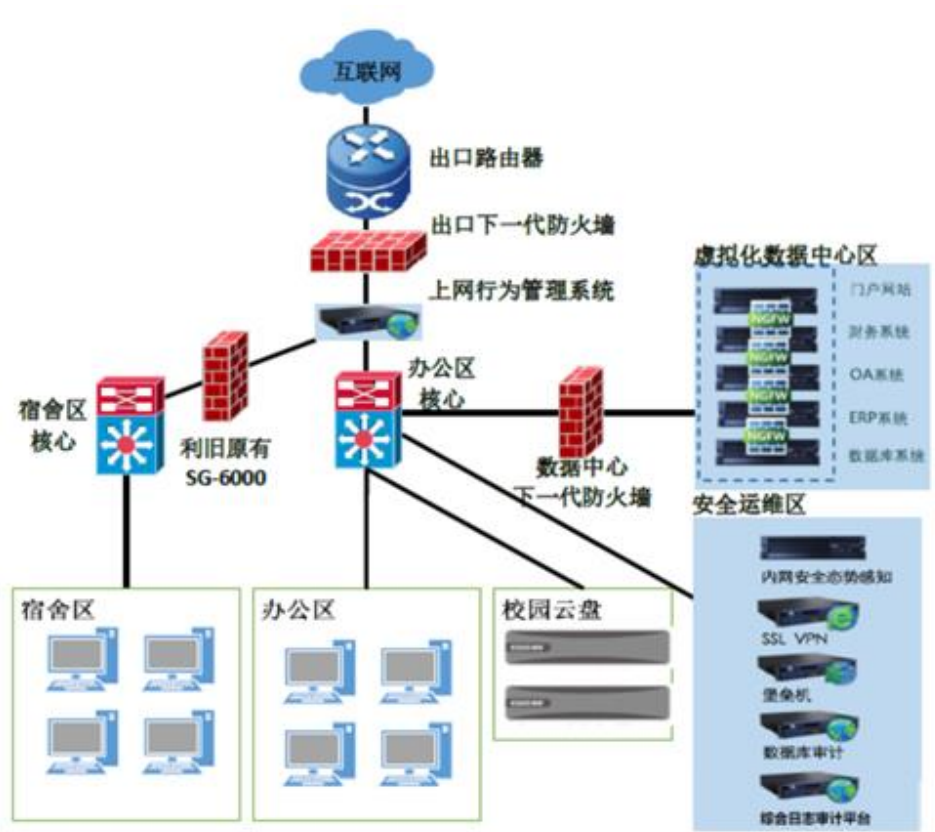 互联网
出口路由器
出口下一代防火墙
上网行为管理系统
宿舍区
核心
利旧原有
SG-6000
办公区
核心
数据中心
下一代防火墙
虚拟化数据中心区
门户网站
NGFW
财务系统
NGFW
OA系统
NGFW
ERP系统
NGFW
数据库系统
安全运维区
内网安全态势感知
SSL VPN
堡垒机
数据库审计
综合日志审计平台
宿舍区
办公区
校园云盘